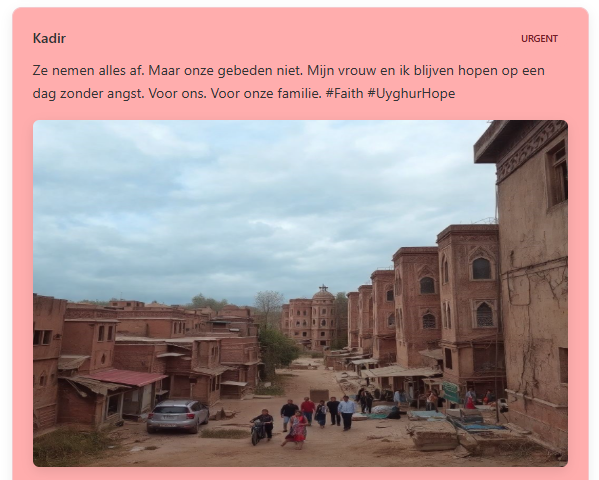 Kadir
URGENT
Ze nemen alles af. Maar onze gebeden niet. Mijn vrouw en ik blijven hopen op een
dag zonder angst. Voor ons. Voor onze familie. #Faith #UyghurHope